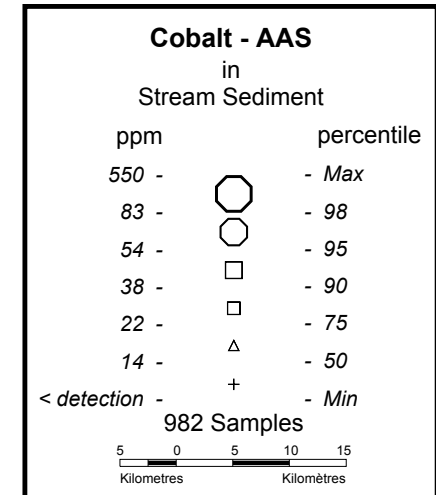 Cobalt - AAS
in
Stream Sediment
ppm percentile
550 - - Max
83 - - 98
54 - - 95
38 - - 90
22 - - 75
14 - - 50
< detection - - Min
982 Samples
5 0 5 10 15
Kilometres Kilomètres